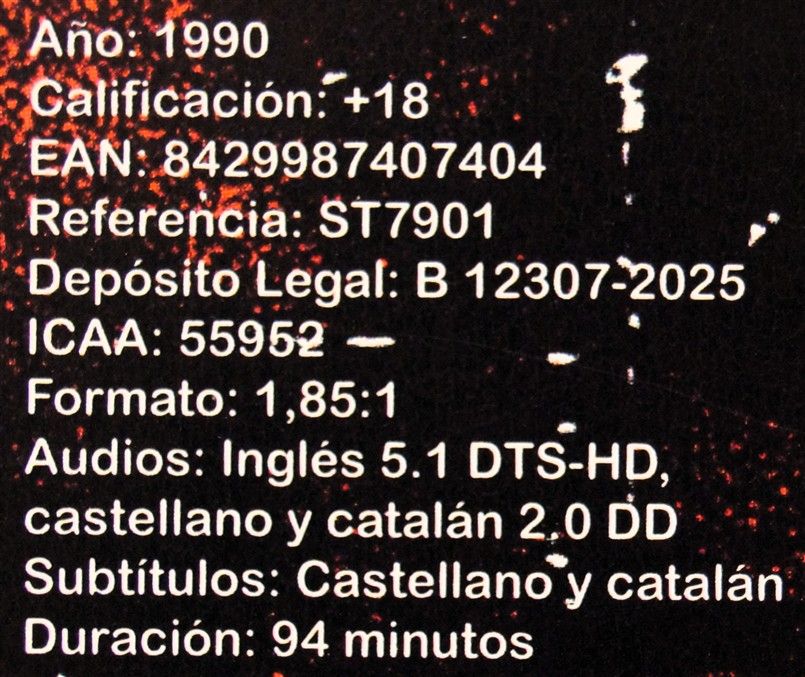 Año: 1990
Calificación: +18
EAN: 8429987407404
Referencia: ST7901
Depósito Legal: B 12307-2025
ICAA: 55952
Formato: 1,85:1
Audios: Inglés 5.1 DTS-HD,
castellano y catalán 2.0 DD
Subtítulos: Castellano y catalán
Duración: 94 minutos